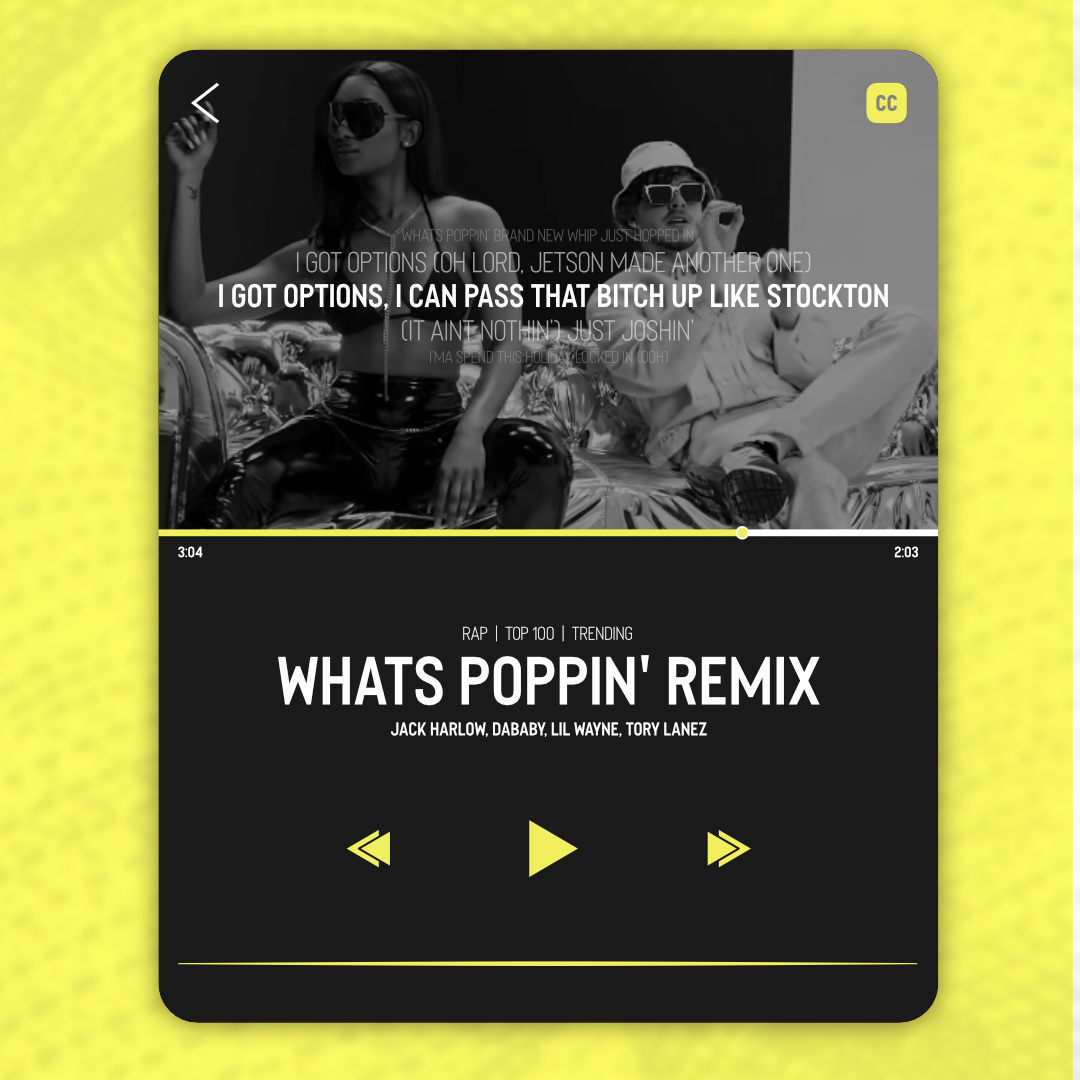 CC
WHATS POPPIN' BRAND NEW WHIP JUST HOPPED IN
I GOT OPTIONS (OH LORD, JETSON MADE ANOTHER ONE)
I GOT OPTIONS, I CAN PASS THAT BITCH UP LIKE STOCKTON
(IT AINT NOTHIN') JUST JOSHIN'
I'MA SPEND THIS HOLIDAY LOCKED IN (OOH)
3:04 2:03
RAP | TOP 100 | TRENDING
WHATS POPPIN' REMIX
JACK HARLOW, DABABY, LIL WAYNE, TORY LANEZ